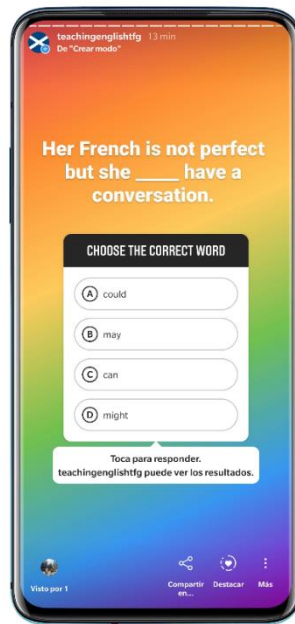 teachingenglishtfg 13 min
De "Crear modo"
Her French is not perfect
but she ____ have a
conversation.
CHOOSE THE CORRECT WORD
A could
B may
C can
D might
Toca para responder.
teachingenglishtfg puede ver los resultados.
Visto por 1
Compartir en...
Destacar
Más